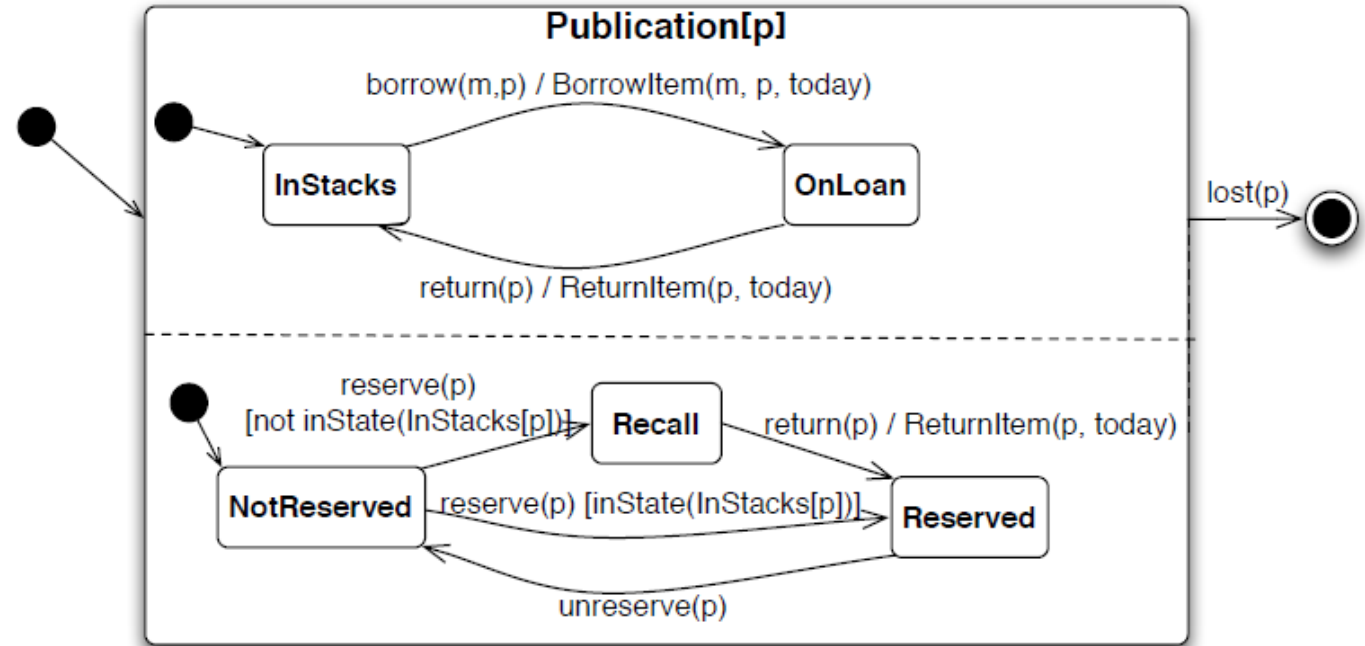 Publication[p]
borrow(m,p) / BorrowItem(m, p, today)
InStacks
OnLoan
lost(p)
return(p) / ReturnItem(p, today)
reserve(p)
[not inState(InStacks[p])]
Recall
return(p) / ReturnItem(p, today)
NotReserved
reserve(p) [inState(InStacks[p])]
Reserved
unreserve(p)